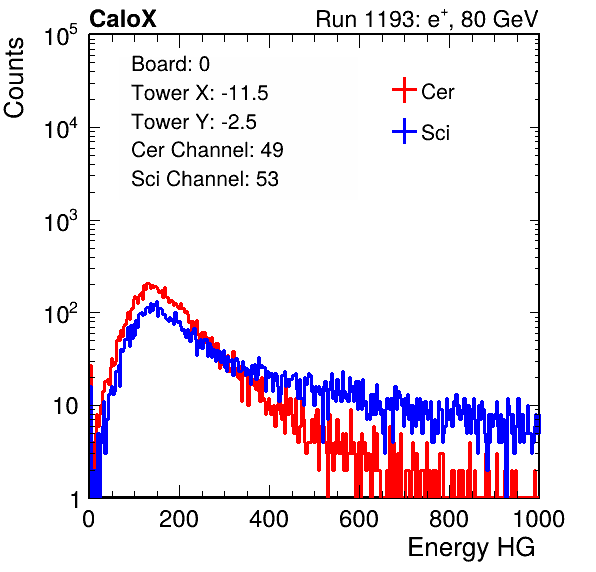 CaloX Run 1193: e⁺, 80 GeV
Counts
Board: 0
Tower X: -11.5
Tower Y: -2.5
Cer Channel: 49
Sci Channel: 53
Cer
Sci
10⁵
10⁴
10³
10²
10
1
0 200 400 600 800 1000
Energy HG